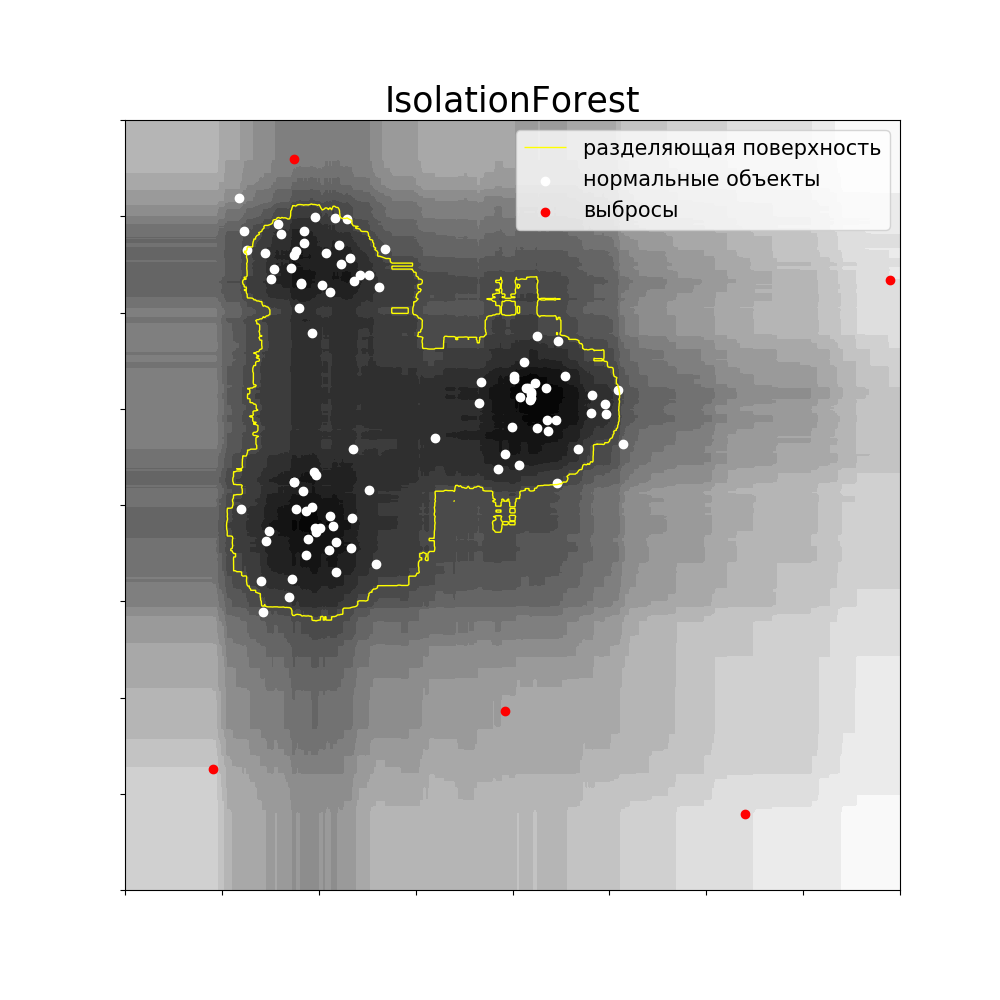 IsolationForest
разделяющая поверхность
нормальные объекты
выбросы